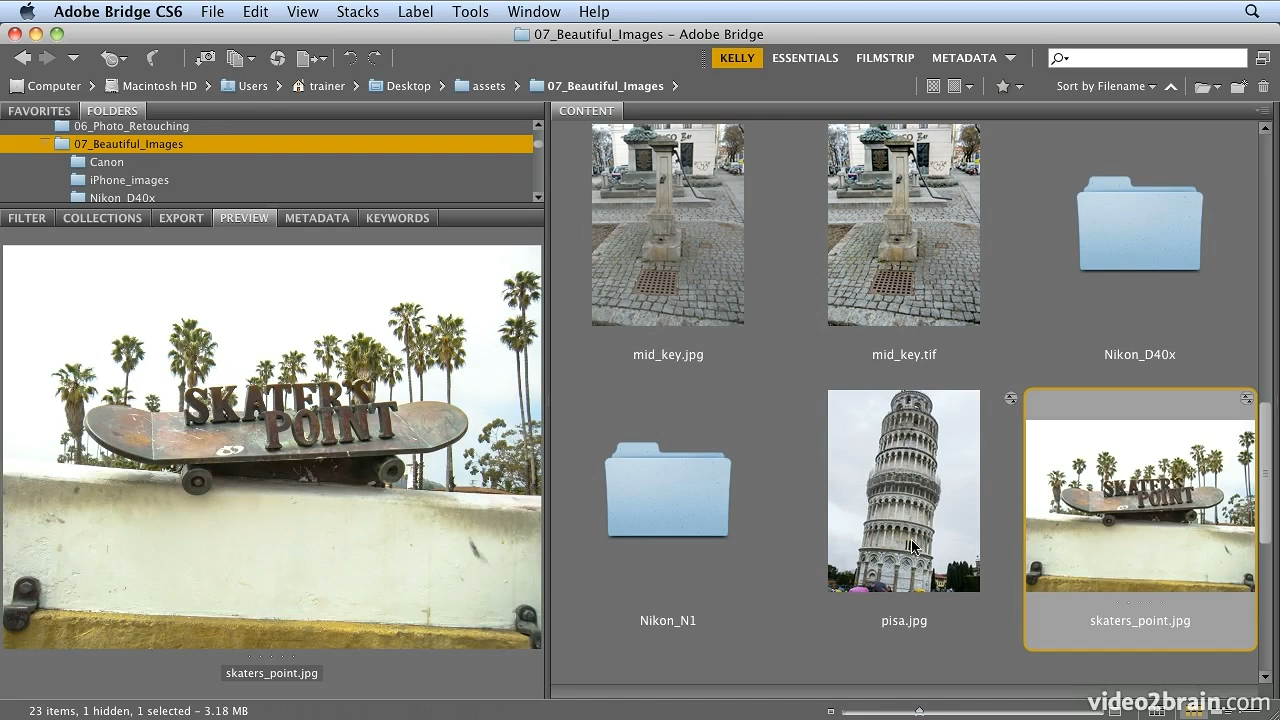 Adobe Bridge CS6 File Edit View Stacks Label Tools Window Help
07_Beautiful_Images – Adobe Bridge
KELLY ESSENTIALS FILMSTRIP METADATA
Computer Macintosh HD Users trainer Desktop assets 07_Beautiful_Images Sort by Filename
FAVORITES FOLDERS CONTENT
06_Photo_Retouching
07_Beautiful_Images
Canon
iPhone_images
Nikon_D40x
FILTER COLLECTIONS EXPORT PREVIEW METADATA KEYWORDS
SKATER'S
POINT
skaters_point.jpg
mid_key.jpg mid_key.tif Nikon_D40x
SKATER'S
POINT
Nikon_N1 pisa.jpg skaters_point.jpg
23 items, 1 hidden, 1 selected – 3.18 MB
video2brain.com